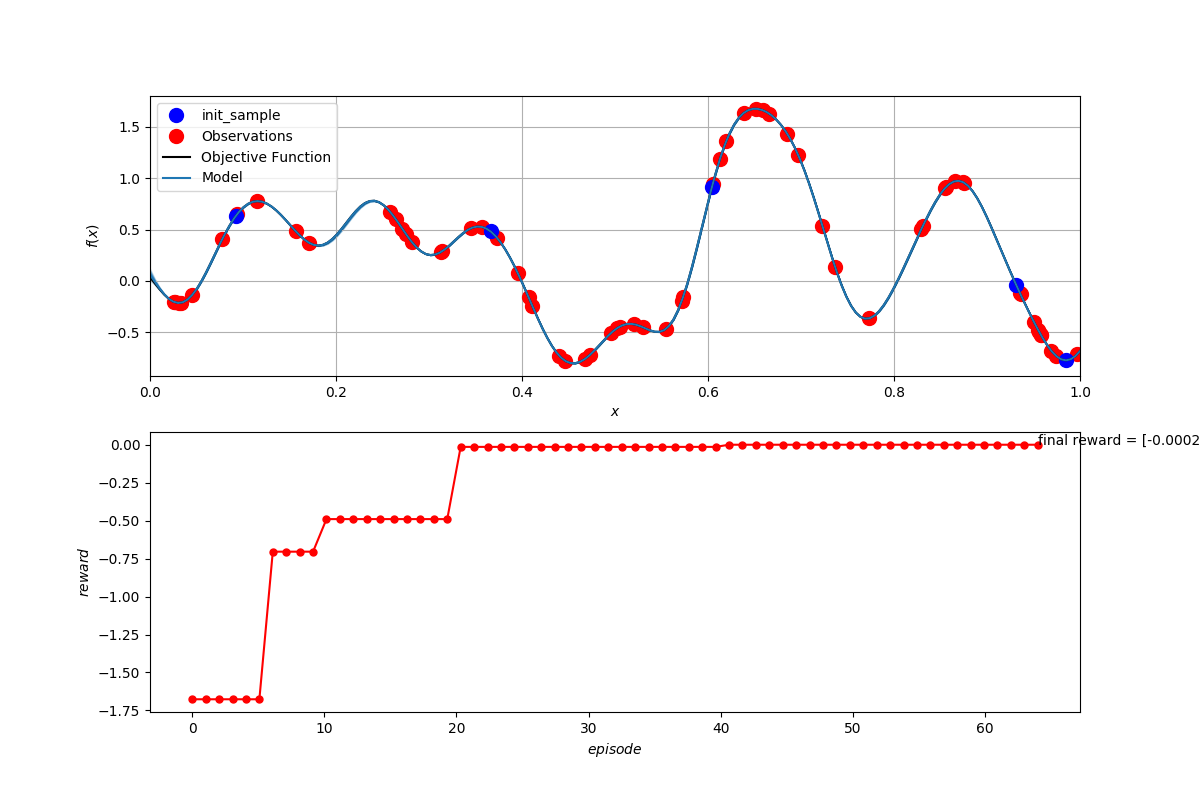 1.5
1.0
0.5
0.0
−0.5
f(x)
init_sample
Observations
Objective Function
Model
0.0 0.2 0.4 0.6 0.8 1.0
x
0.00
−0.25
−0.50
−0.75
−1.00
−1.25
−1.50
−1.75
reward
final reward = [-0.0002
0 10 20 30 40 50 60
episode